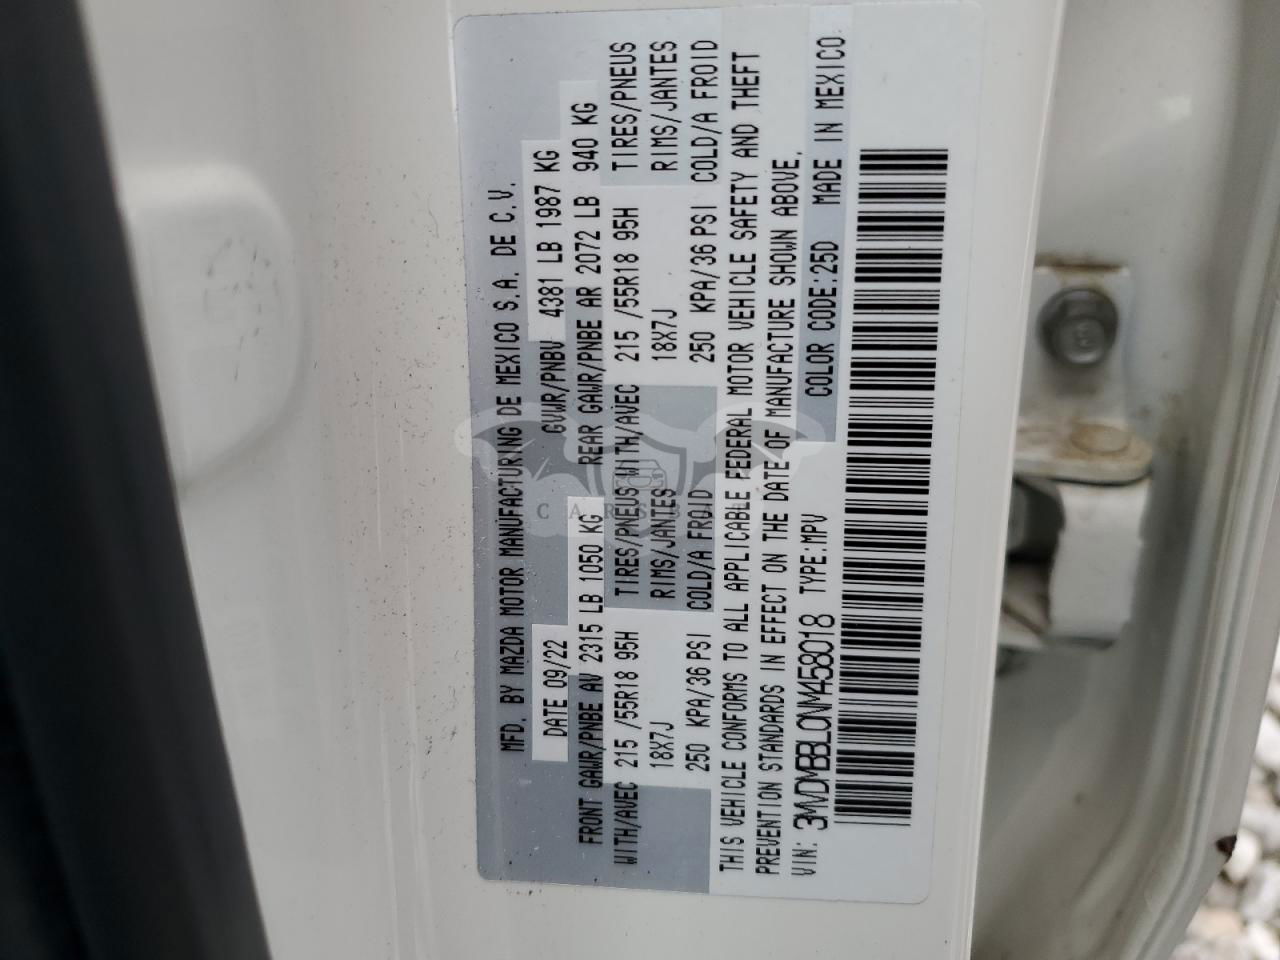 MFD. BY MAZDA MOTOR MANUFACTURING DE MEXICO S.A. DE C.V.
DATE 09/22 GVWR/PNBV 4381 LB 1987 KG
FRONT GAWR/PNBE AV 2315 LB 1050 KG REAR GAWR/PNBE AR 2072 LB 940 KG
WITH/AVEC 215 /55R18 95H TIRES/PNEUS WITH/AVEC 215 /55R18 95H TIRES/PNEUS
18X7J RIMS/JANTES 18X7J RIMS/JANTES
250 KPA/36 PSI COLD/A FROID 250 KPA/36 PSI COLD/A FROID
THIS VEHICLE CONFORMS TO ALL APPLICABLE FEDERAL MOTOR VEHICLE SAFETY AND THEFT
PREVENTION STANDARDS IN EFFECT ON THE DATE OF MANUFACTURE SHOWN ABOVE.
VIN: 3MVDMBBL0NM458018 TYPE:MPV COLOR CODE:25D MADE IN MEXICO
CARSBAT